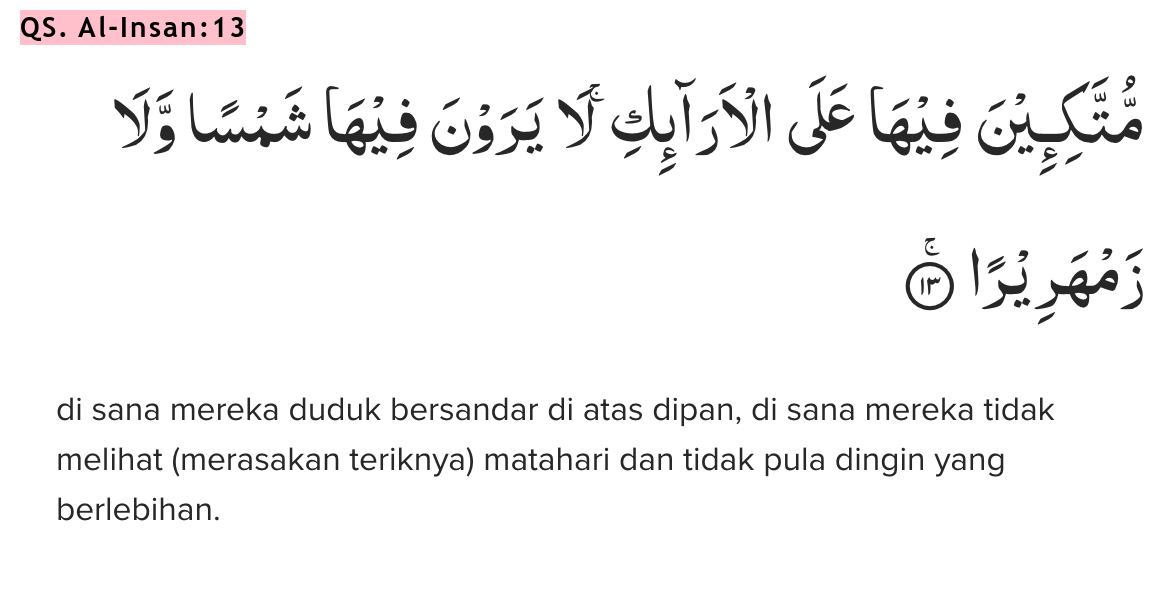 QS. Al-Insan:13
مُّتَّكِـِٕيْنَ فِيْهَا عَلَى الْاَرَاۤىِٕكِۚ لَا يَرَوْنَ فِيْهَا شَمْسًا وَّلَا
زَمْهَرِيْرًاۚ ١٣
di sana mereka duduk bersandar di atas dipan, di sana mereka tidak
melihat (merasakan teriknya) matahari dan tidak pula dingin yang
berlebihan.